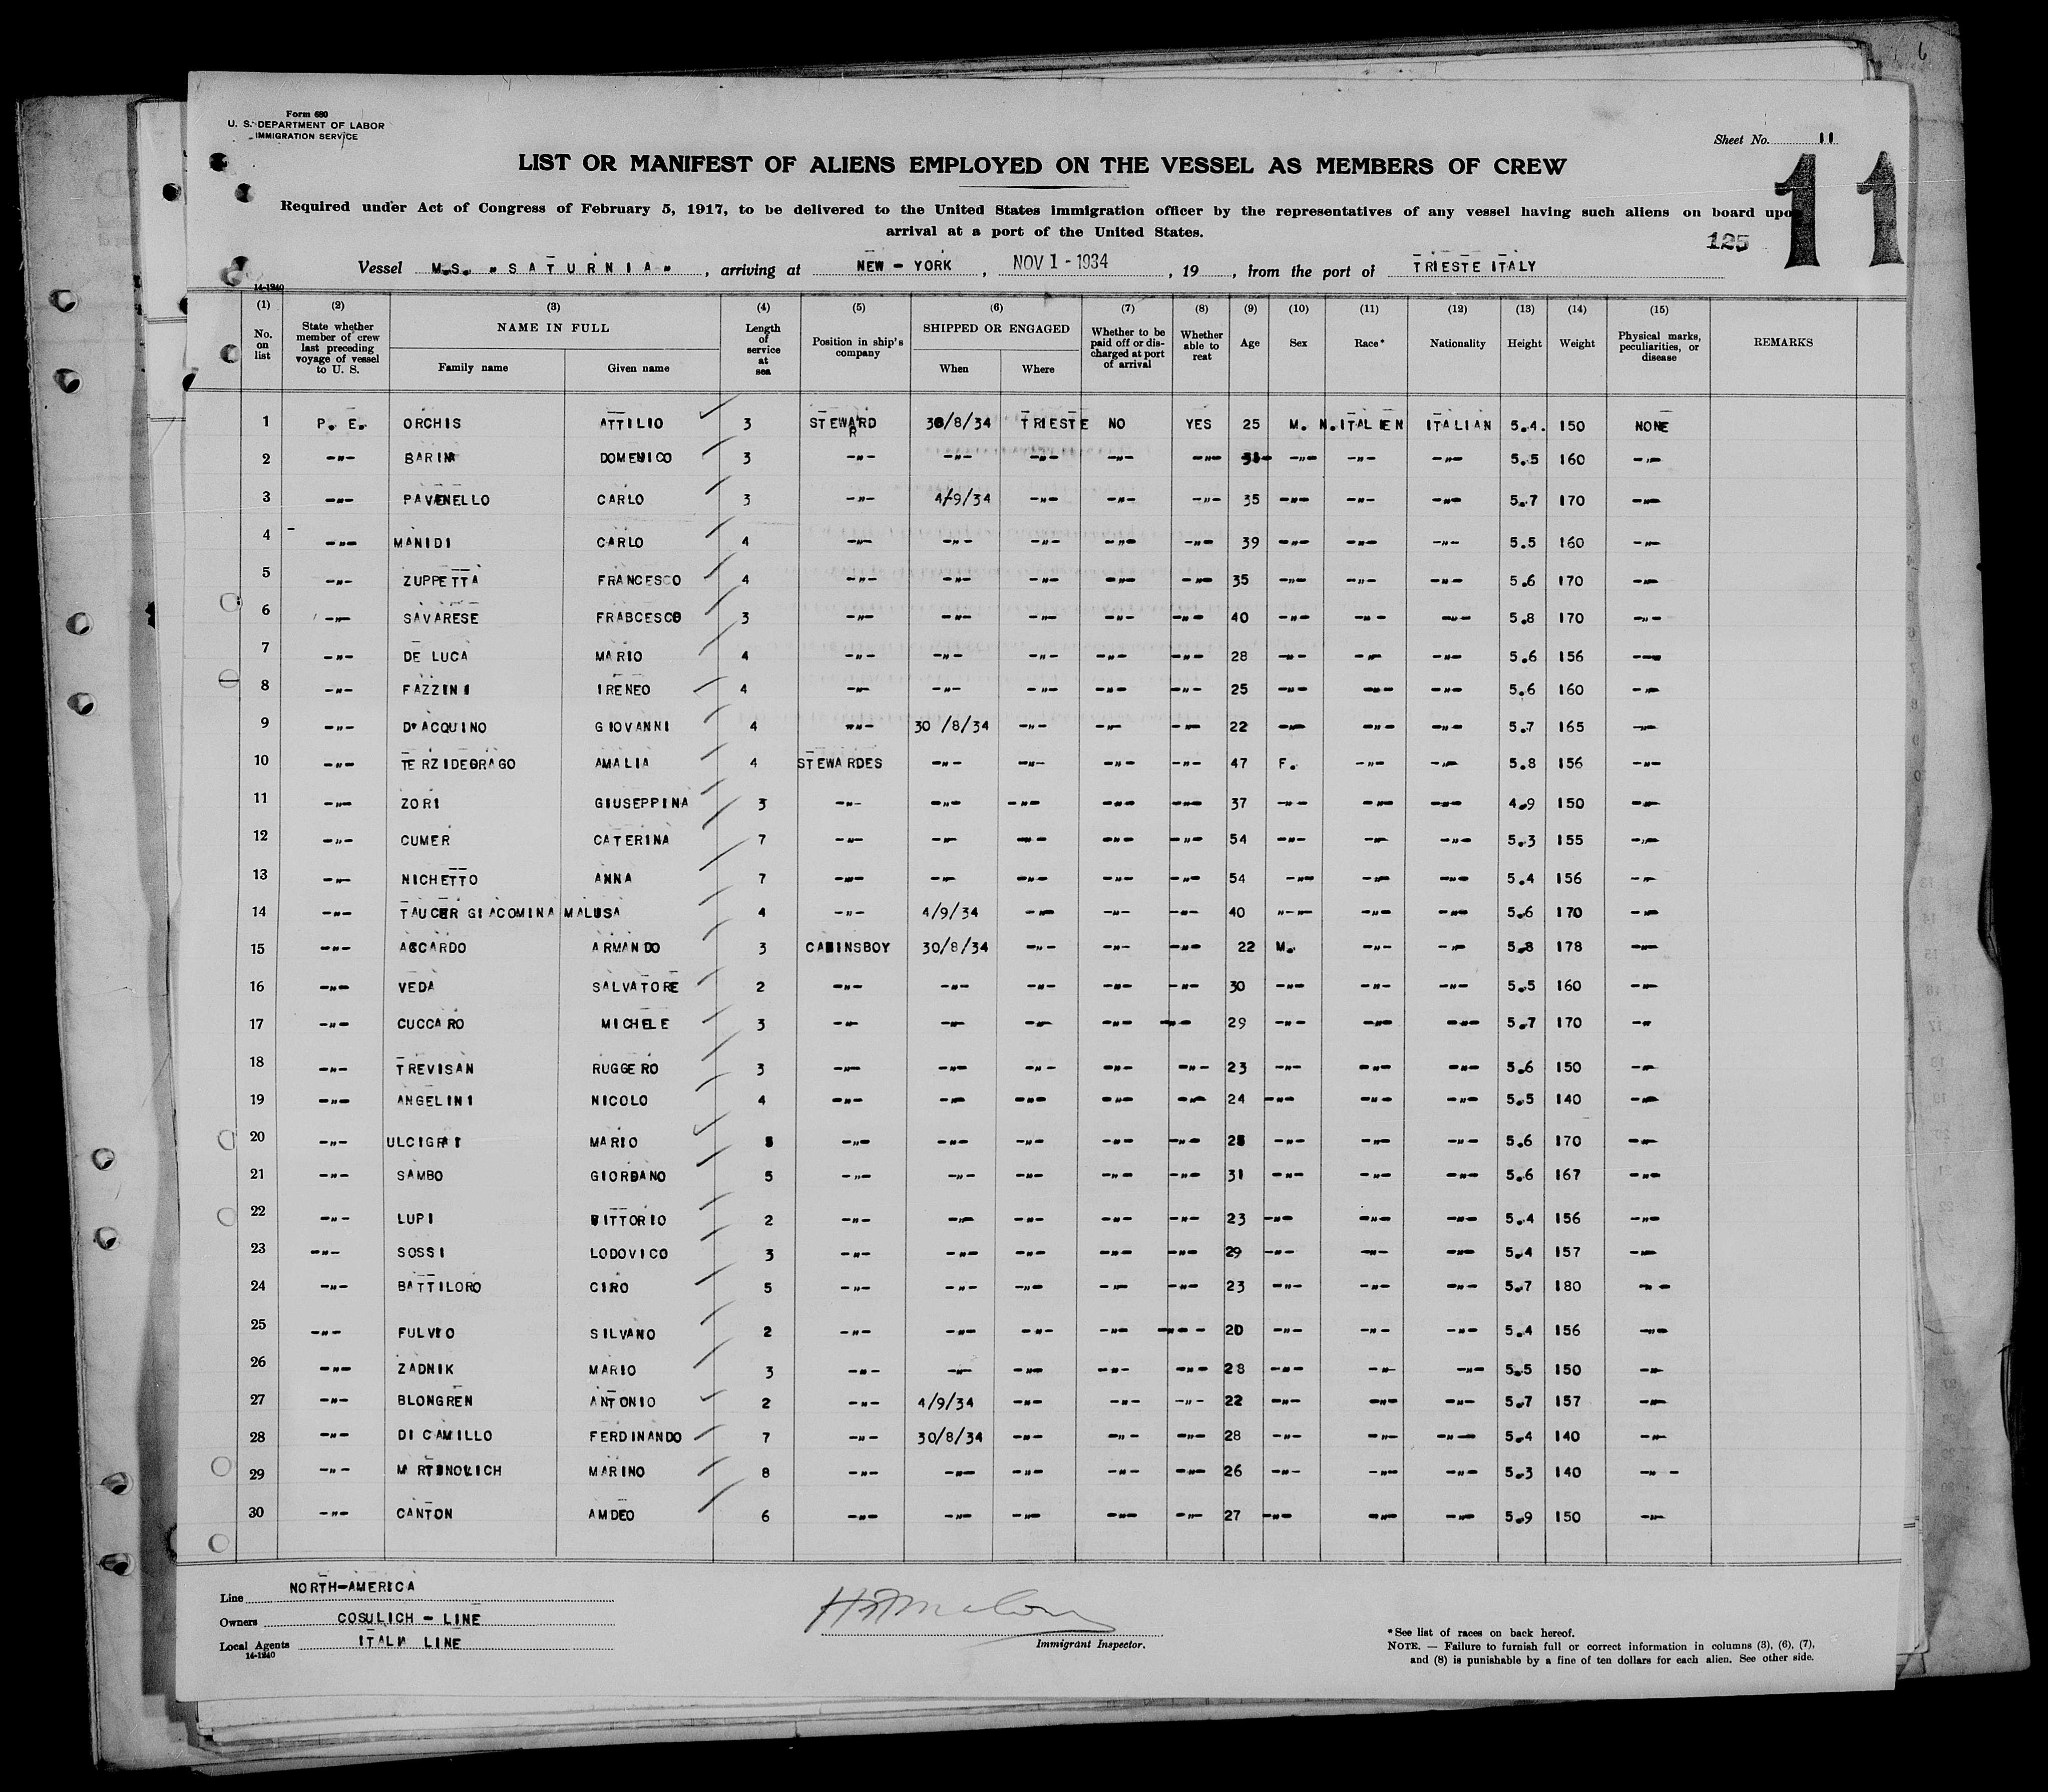 Form 680
U. S. DEPARTMENT OF LABOR
IMMIGRATION SERVICE
Sheet No. 11
11
LIST OR MANIFEST OF ALIENS EMPLOYED ON THE VESSEL AS MEMBERS OF CREW
Required under Act of Congress of February 5, 1917, to be delivered to the United States immigration officer by the representatives of any vessel having such aliens on board upo
arrival at a port of the United States.
125
Vessel M.S. "SATURNIA", arriving at NEW - YORK, NOV 1 - 1934, 19 , from the port of TRIESTE ITALY
14-1240
(1) (2) (3) (4) (5) (6) (7) (8) (9) (10) (11) (12) (13) (14) (15)
No. on list State whether member of crew last preceding voyage of vessel to U. S. NAME IN FULL Family name Given name Length of service at sea Position in ship's company SHIPPED OR ENGAGED When Where Whether to be paid off or discharged at port of arrival Whether able to reat Age Sex Race* Nationality Height Weight Physical marks, peculiarities, or disease REMARKS
1 P. E. ORCHIS ATTILIO 3 STEWARD 30/8/34 TRIESTE NO YES 25 M. N.ITALIEN ITALIAN 5.4. 150 NONE
2 -"- BARINA DOMENICO 3 -"- -"- -"- -"- -"- -"- -"- -"- 5.5 160 -"-
3 -"- PAVENELLO CARLO 3 -"- 4/9/34 -"- -"- -"- 35 -"- -"- -"- 5.7 170 -"-
4 -"- MANIDI CARLO 4 -"- -"- -"- -"- -"- 39 -"- -"- -"- 5.5 160 -"-
5 -"- ZUPPETTA FRANCESCO 4 -"- -"- -"- -"- -"- 35 -"- -"- -"- 5.6 170 -"-
6 -"- SAVARESE FRABCESCO 3 -"- -"- -"- -"- -"- 40 -"- -"- -"- 5.8 170 -"-
7 -"- DE LUCA MARIO 4 -"- -"- -"- -"- -"- 28 -"- -"- -"- 5.6 156 -"-
8 -"- FAZZINI IRENEO 4 -"- -"- -"- -"- -"- 25 -"- -"- -"- 5.6 160 -"-
9 -"- D'ACQUINO GIOVANNI 4 -"- 30 /8/34 -"- -"- -"- 22 -"- -"- -"- 5.7 165 -"-
10 -"- TERZIDEGRAGO AMALIA 4 STEWARDES -"- -"- -"- -"- 47 F. -"- -"- 5.8 156 -"-
11 -"- ZORI GIUSEPPINA 3 -"- -"- -"- -"- -"- 37 -"- -"- -"- 4.9 150 -"-
12 -"- CUMER CATERINA 7 -"- -"- -"- -"- -"- 54 -"- -"- -"- 5.3 155 -"-
13 -"- NICHETTO ANNA 7 -"- -"- -"- -"- -"- 54 -"- -"- -"- 5.4 156 -"-
14 -"- TAUCER GIACOMINA MALUSA 4 -"- 4/9/34 -"- -"- -"- 40 -"- -"- -"- 5.6 170 -"-
15 -"- ACCARDO ARMANDO 3 CABINSBOY 30/8/34 -"- -"- -"- 22 M. -"- -"- 5.8 178 -"-
16 -"- VEDA SALVATORE 2 -"- -"- -"- -"- -"- 30 -"- -"- -"- 5.5 160 -"-
17 -"- CUCCARO MICHELE 3 -"- -"- -"- -"- -"- 29 -"- -"- -"- 5.7 170 -"-
18 -"- TREVISAN RUGGERO 3 -"- -"- -"- -"- -"- 23 -"- -"- -"- 5.6 150 -"-
19 -"- ANGELINI NICOLO 4 -"- -"- -"- -"- -"- 24 -"- -"- -"- 5.5 140 -"-
20 -"- ULCIGRAI MARIO -"- -"- -"- -"- -"- -"- -"- -"- 5.6 170 -"-
21 -"- SAMBO GIORDANO 5 -"- -"- -"- -"- -"- 31 -"- -"- -"- 5.6 167 -"-
22 -"- LUPI VITTORIO 2 -"- -"- -"- -"- -"- 23 -"- -"- -"- 5.4 156 -"-
23 -"- SOSSI LODOVICO 3 -"- -"- -"- -"- -"- 29 -"- -"- -"- 5.4 157 -"-
24 -"- BATTILORO CIRO 5 -"- -"- -"- -"- -"- 23 -"- -"- -"- 5.7 180 -"-
25 -"- FULVIO SILVANO 2 -"- -"- -"- -"- -"- 20 -"- -"- -"- 5.4 156 -"-
26 -"- ZADNIK MARIO 3 -"- -"- -"- -"- -"- 28 -"- -"- -"- 5.5 150 -"-
27 -"- BLONGREN ANTONIO 2 -"- 4/9/34 -"- -"- -"- 22 -"- -"- -"- 5.7 157 -"-
28 -"- DI CAMILLO FERDINANDO 7 -"- 30/8/34 -"- -"- -"- 28 -"- -"- -"- 5.4 140 -"-
29 -"- MARTINOLICH MARINO 8 -"- -"- -"- -"- -"- 26 -"- -"- -"- 5.3 140 -"-
30 -"- CANTON AMDEO 6 -"- -"- -"- -"- -"- 27 -"- -"- -"- 5.9 150 -"-
Line NORTH-AMERICA
Owners COSULICH - LINE
Local Agents ITALIA LINE
14-1240
Immigrant Inspector.
*See list of races on back hereof.
NOTE. — Failure to furnish full or correct information in columns (3), (6), (7),
and (8) is punishable by a fine of ten dollars for each alien. See other side.